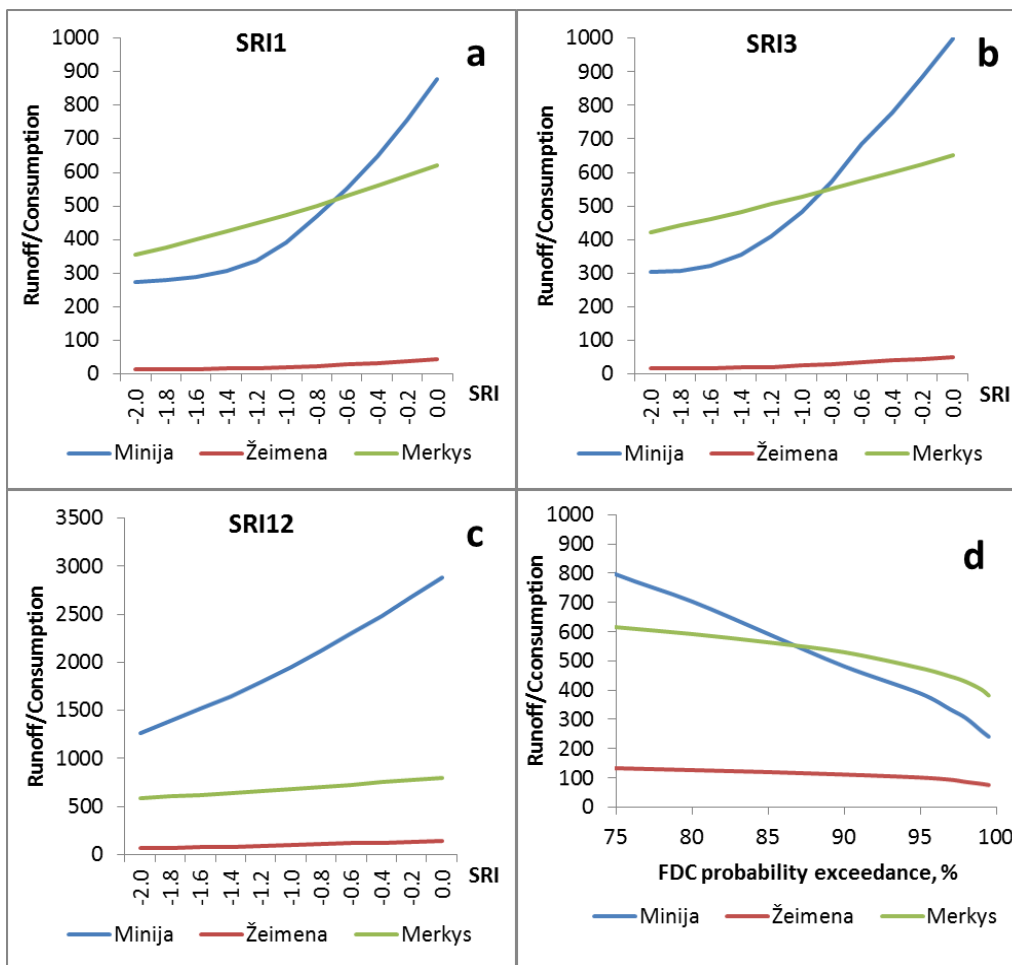 SRI1
a
Runoff/Consumption
1000
900
800
700
600
500
400
300
200
100
0
-2.0
-1.8
-1.6
-1.4
-1.2
-1.0
-0.8
-0.6
-0.4
-0.2
0.0
SRI
Minija
Žeimena
Merkys
SRI3
b
Runoff/Consumption
1000
900
800
700
600
500
400
300
200
100
0
-2.0
-1.8
-1.6
-1.4
-1.2
-1.0
-0.8
-0.6
-0.4
-0.2
0.0
SRI
Minija
Žeimena
Merkys
SRI12
c
Runoff/Consumption
3500
3000
2500
2000
1500
1000
500
0
-2.0
-1.8
-1.6
-1.4
-1.2
-1.0
-0.8
-0.6
-0.4
-0.2
0.0
SRI
Minija
Žeimena
Merkys
d
Runoff/Cconsumption
1000
900
800
700
600
500
400
300
200
100
0
75
80
85
90
95
100
FDC probability exceedance, %
Minija
Žeimena
Merkys